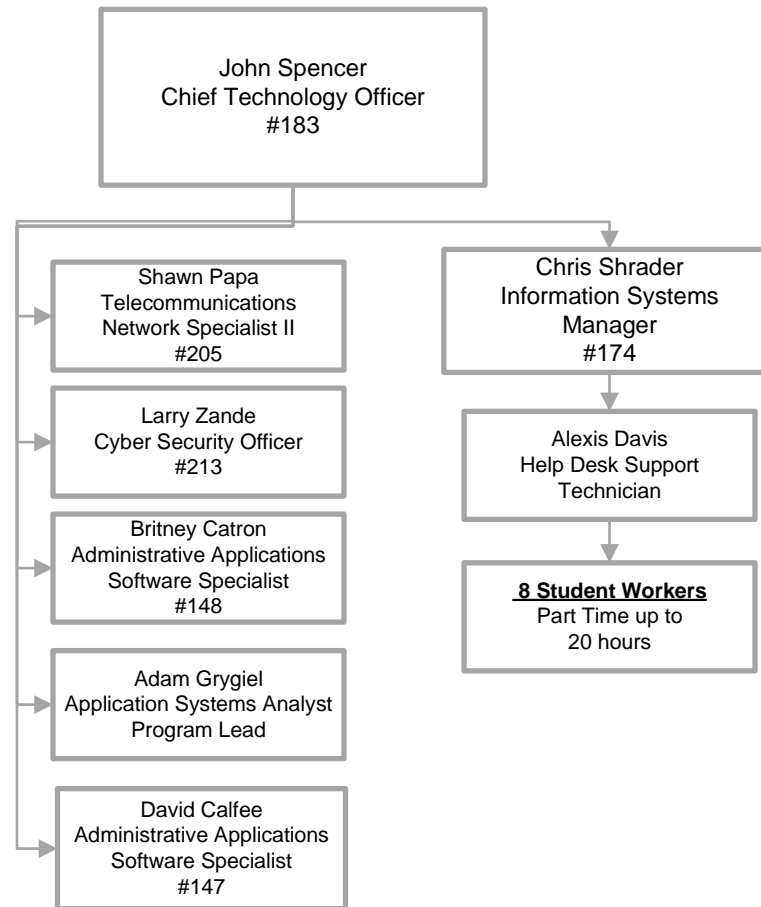 John Spencer
Chief Technology Officer
#183
Shawn Papa
Telecommunications
Network Specialist II
#205
Larry Zande
Cyber Security Officer
#213
Britney Catron
Administrative Applications
Software Specialist
#148
Adam Grygiel
Application Systems Analyst
Program Lead
David Calfee
Administrative Applications
Software Specialist
#147
Chris Shrader
Information Systems
Manager
#174
Alexis Davis
Help Desk Support
Technician
8 Student Workers
Part Time up to
20 hours